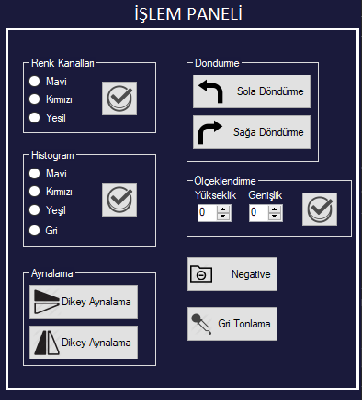 İŞLEM PANELİ
Renk Kanalları
Mavi
Kırmızı
Yeşil
Histogram
Mavi
Kırmızı
Yeşil
Gri
Aynalama
Dikey Aynalama
Dikey Aynalama
Döndürme
Sola Döndürme
Sağa Döndürme
Ölçeklendirme
Yükseklik Genişlik
0 0
Negative
Gri Tonlama